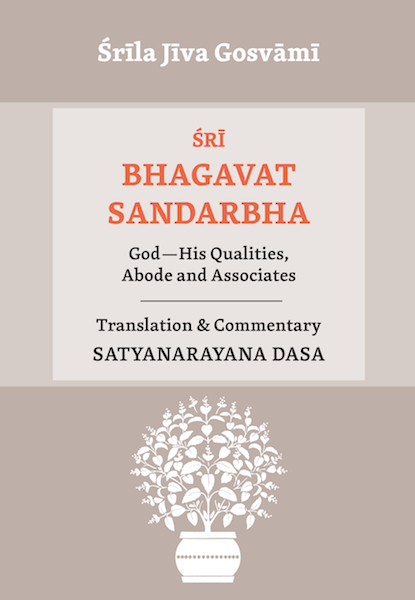 Śrīla Jīva Gosvāmī
ŚRĪ
BHAGAVAT
SANDARBHA
God—His Qualities,
Abode and Associates
Translation & Commentary
SATYANARAYANA DASA